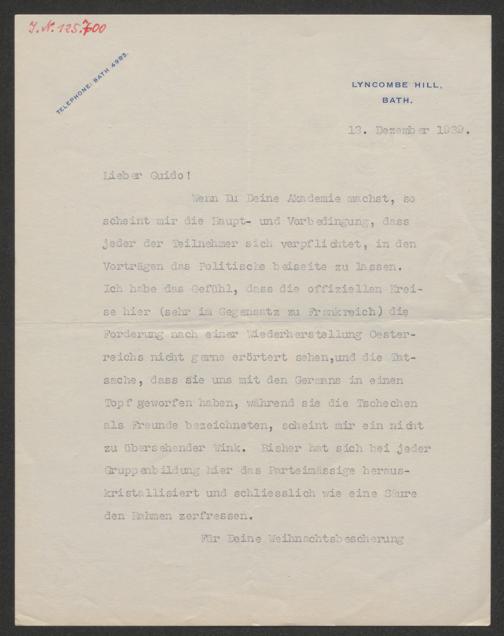 J.N. 125.700
TELEPHONE: BATH 4983.
LYNCOMBE HILL,
BATH.
13. Dezember 1939.
Lieber Guido!
Wenn Du Deine Akademie machst, so
scheint mir die Haupt- und Vorbedingung, dass
jeder der Teilnehmer sich verpflichtet, in den
Vorträgen das Politische beiseite zu lassen.
Ich habe das Gefühl, dass die offiziellen Krei-
se hier (sehr im Gegensatz zu Frankreich) die
Forderung nach einer Wiederherstellung Oester-
reichs nicht gerne erörtert sehen,und die Tat-
sache, dass sie uns mit den Germans in einen
Topf geworfen haben, während sie die Tschechen
als Freunde bezeichneten, scheint mir ein nicht
zu übersehender Wink. Bisher hat sich bei jeder
Gruppenbildung hier das Parteimässige heraus-
kristallisiert und schliesslich wie eine Säure
den Rahmen zerfressen.
Für Deine Weihnachtsbescherung